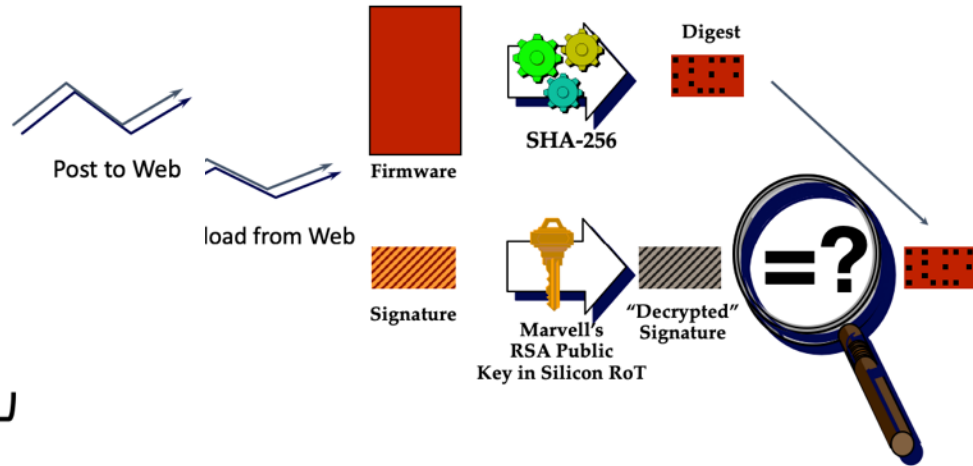 Digest
SHA-256
Post to Web
Firmware
load from Web
=?
Signature
Marvell's
RSA Public
Key in Silicon RoT
“Decrypted”
Signature